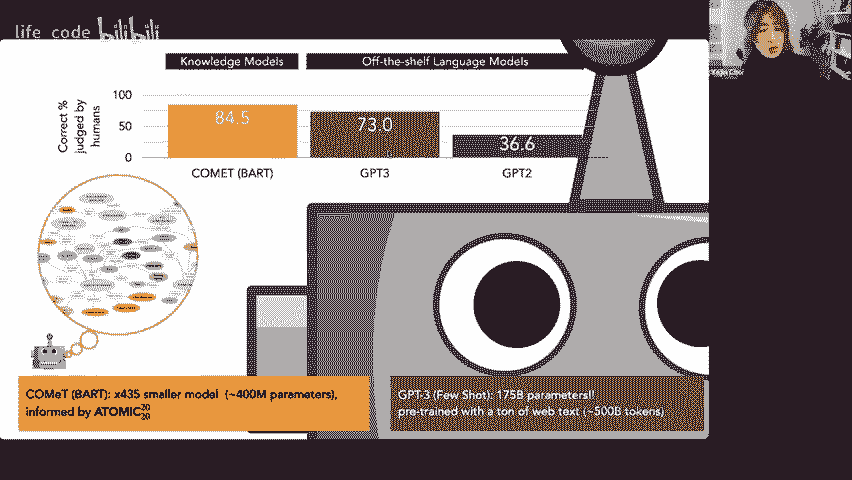 life code bilibili
Knowledge Models
Off-the-shelf Language Models
Correct %
judged by
humans
100
50
0
84.5
73.0
36.6
COMET (BART)
GPT3
GPT2
COMeT (BART): x435 smaller model (~400M parameters),
informed by ATOMIC 20 20
GPT-3 (Few Shot): 175B parameters!!
pre-trained with a ton of web text (~500B tokens)